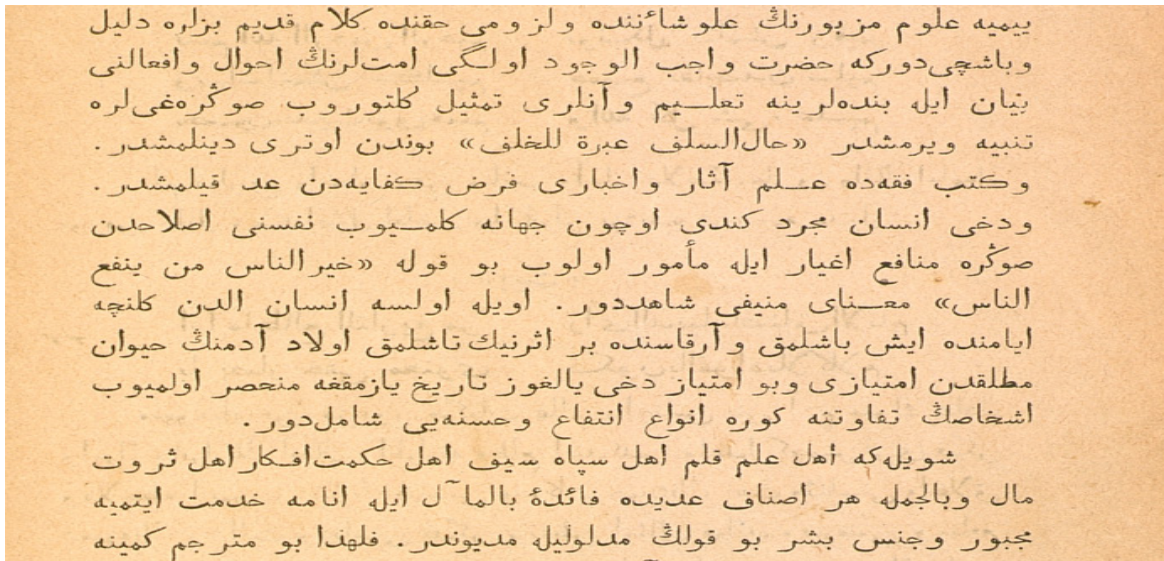 ییمیه علوم مزبورنڭ علوشاٴننده ولزومی حقنده کلام قدیم بزلره دلیل
وباشچی‌دورکه حضرت واجب الوجود اولگی امت‌لرنڭ احوال وافعالنی
بیان ایله بنده‌لرینه تعلیم وآنلری تمثیل کلتوروب صوڭره‌غی‌لره
تنبیه ویرمشدر «حال‌السلف عبرة للخلف» بوندن اوتری دینلمشدر.
وکتب فقه‌ده علم آثار واخباری فرض کفایه‌دن عد قیلمشدر.
ودخی انسان مجرد کندی اوچون جهانه کلمیوب نفسنی اصلاحدن
صوڭره منافع اغیار ایله مأمور اولوب بو قوله «خیرالناس من ینفع
الناس» معنای منیفی شاهددور. اویله اولسه انسان الدن کلنچه
ایامنده ایش باشلمق وآرقاسنده بر اثرنیك تاشلمق اولاد آدمنڭ حیوان
مطلقدن امتیازی وبو امتیاز دخی یالغوز تاریخ یازمقغه منحصر اولمیوب
اشخاصڭ تفاوتنه کوره انواع انتفاع وحسنه‌یی شامل‌دور.
شویله‌که اهل علم قلم اهل سپاه سیف اهل حکمت‌افکار اهل ثروت
مال وبالجمله هر اصناف عدیده فائدهٔ بالمآل ایله انامه خدمت ایتمیه
مجبور وجنس بشر بو قولڭ مدلولیله مدیوندر. فلهذا بو مترجم کمینه